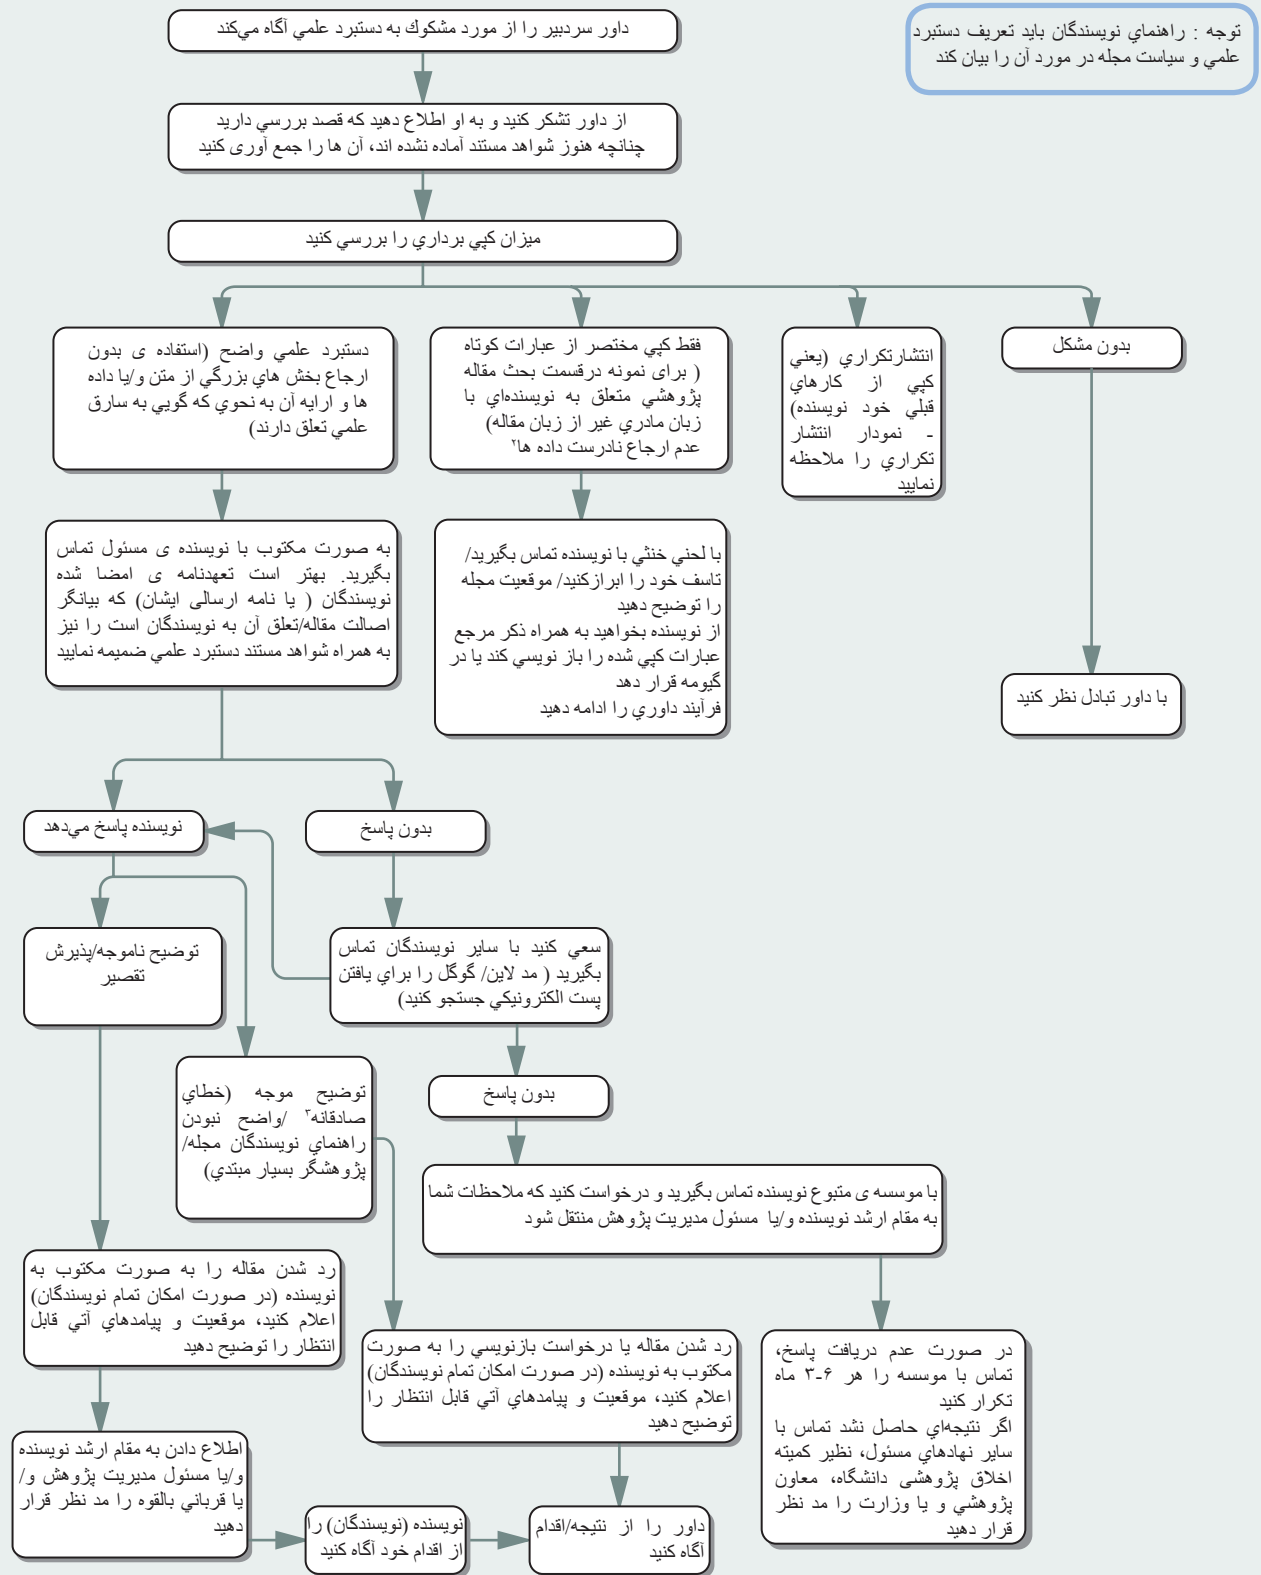 توجه : راهنماي نويسندگان بايد تعريف دستبرد
علمي و سياست مجله در مورد آن را بيان كند
داور سردبير را از مورد مشكوك به دستبرد علمي آگاه مي‌كند
از داور تشكر كنيد و به او اطلاع دهيد كه قصد بررسي داريد
چنانچه هنوز شواهد مستند آماده نشده اند، آن ها را جمع آوری كنيد
ميزان كپي برداري را بررسي كنيد
بدون مشكل
انتشارتكراري (يعني
كپي از كارهاي
قبلي خود نويسنده)
- نمودار انتشار
تكراري را ملاحظه
نماييد
فقط كپي مختصر از عبارات كوتاه
( برای نمونه درقسمت بحث مقاله
پژوهشي متعلق به نويسنده‌اي با
زبان مادري غير از زبان مقاله)
عدم ارجاع نادرست داده ها۲
دستبرد علمي واضح (استفاده ی بدون
ارجاع بخش هاي بزرگي از متن و/يا داده
ها و ارايه آن به نحوي كه گويي به سارق
علمي تعلق دارند)
با داور تبادل نظر كنيد
با لحني خنثي با نويسنده تماس بگيريد/
تاسف خود را ابرازكنيد/ موقعيت مجله
را توضيح دهيد
از نويسنده بخواهيد به همراه ذكر مرجع
عبارات كپي شده را باز نويسي كند يا در
گيومه قرار دهد
فرآيند داوري را ادامه دهيد
به صورت مكتوب با نويسنده ی مسئول تماس
بگيريد. بهتر است تعهدنامه ی امضا شده
نويسندگان ( يا نامه ارسالی ايشان) كه بيانگر
اصالت مقاله/تعلق آن به نويسندگان است را نيز
به همراه شواهد مستند دستبرد علمي ضميمه نماييد
بدون پاسخ
نويسنده پاسخ مي‌دهد
سعي كنيد با ساير نويسندگان تماس
بگيريد ( مد لاين/ گوگل را براي يافتن
پست الكترونيكي جستجو كنيد)
توضيح ناموجه/پذيرش
تقصير
بدون پاسخ
توضيح موجه (خطاي
صادقانه۳ /واضح نبودن
راهنماي نويسندگان مجله/
پژوهشگر بسيار مبتدي)
با موسسه ی متبوع نويسنده تماس بگيريد و درخواست كنيد كه ملاحظات شما
به مقام ارشد نويسنده و/يا مسئول مديريت پژوهش منتقل شود
رد شدن مقاله را به صورت مكتوب به
نويسنده (در صورت امكان تمام نويسندگان)
اعلام كنيد، موقعيت و پيامدهاي آتي قابل
انتظار را توضيح دهيد
رد شدن مقاله يا درخواست بازنويسي را به صورت
مكتوب به نويسنده (در صورت امكان تمام نويسندگان)
اعلام كنيد، موقعيت و پيامدهاي آتي قابل انتظار را
توضيح دهيد
در صورت عدم دريافت پاسخ،
تماس با موسسه را هر ۶-۳ ماه
تكرار كنيد
اگر نتيجه‌اي حاصل نشد تماس با
ساير نهادهاي مسئول، نظير كميته
اخلاق پژوهشی دانشگاه، معاون
پژوهشي و يا وزارت را مد نظر
قرار دهيد
اطلاع دادن به مقام ارشد نويسنده
و/يا مسئول مديريت پژوهش و/
يا قرباني بالقوه را مد نظر قرار
دهيد
نويسنده (نويسندگان) را
از اقدام خود آگاه كنيد
داور را از نتيجه/اقدام
آگاه كنيد